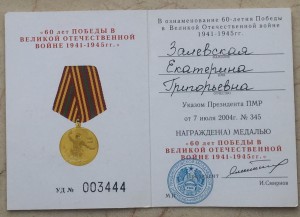 "60 лет ПОБЕДЫ В
ВЕЛИКОЙ ОТЕЧЕСТВЕННОЙ
ВОЙНЕ 1941-1945гг."
УД № 003444
В ознаменование 60-летия Победы
в Великой Отечественной войне
1941-1945гг.
Залевская
Екатерина
Григорьевна
Указом Президента ПМР
от 7 июля 2004г. № 345
НАГРАЖДЕН(А) МЕДАЛЬЮ
"60 лет ПОБЕДЫ В
ВЕЛИКОЙ ОТЕЧЕСТВЕННОЙ
ВОЙНЕ 1941-1945гг."
И.Смирнов
М.П.